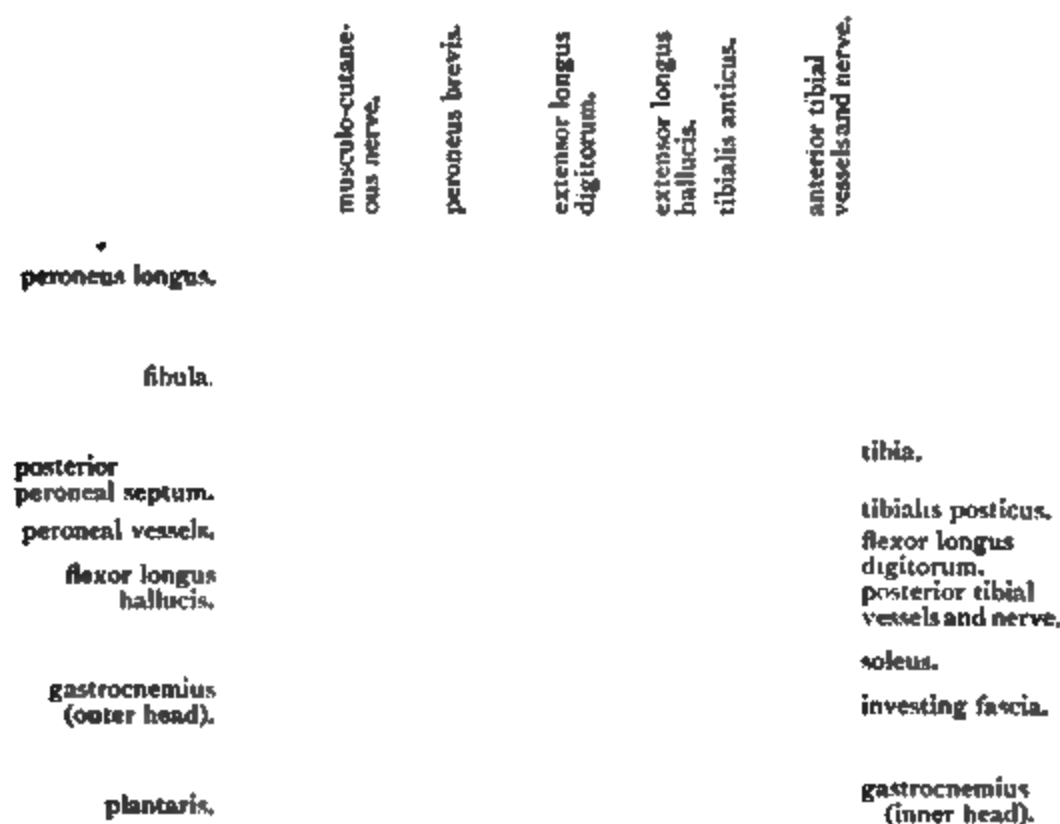 musculo-cutane-
ous nerve.
peroneus brevis.
extensor longus
digitorum.
extensor longus
hallucis.
tibialis anticus.
anterior tibial
vessels and nerve.
peroneus longus.
fibula.
posterior
peroneal septum.
peroneal vessels.
flexor longus
hallucis.
gastrocnemius
(outer head).
plantaris.
tibia.
tibialis posticus.
flexor longus
digitorum.
posterior tibial
vessels and nerve.
soleus.
investing fascia.
gastrocnemius
(inner head).